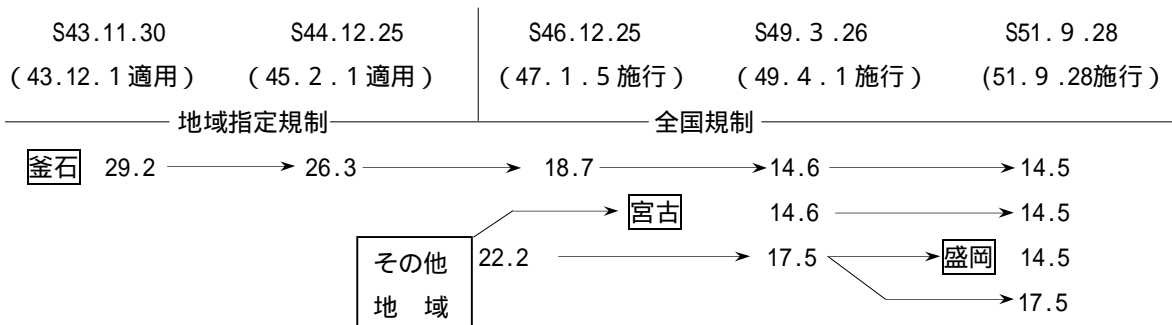 S43.11.30 S44.12.25 S46.12.25 S49.3.26 S51.9.28
(43.12.1適用) (45.2.1適用) (47.1.5施行) (49.4.1施行) (51.9.28施行)
地域指定規制 全国規制
釜石 29.2 26.3 18.7 14.6 14.5
宮古 14.6 14.5
その他 22.2 17.5 盛岡 14.5
地 域 17.5